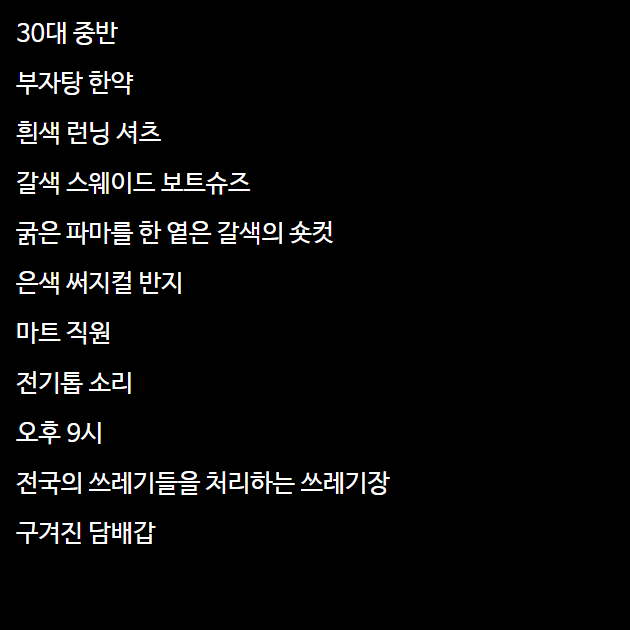 30대 중반
부자탕 한약
흰색 런닝 셔츠
갈색 스웨이드 보트슈즈
굵은 파마를 한 옅은 갈색의 숏컷
은색 써지컬 반지
마트 직원
전기톱 소리
오후 9시
전국의 쓰레기들을 처리하는 쓰레기장
구겨진 담배갑